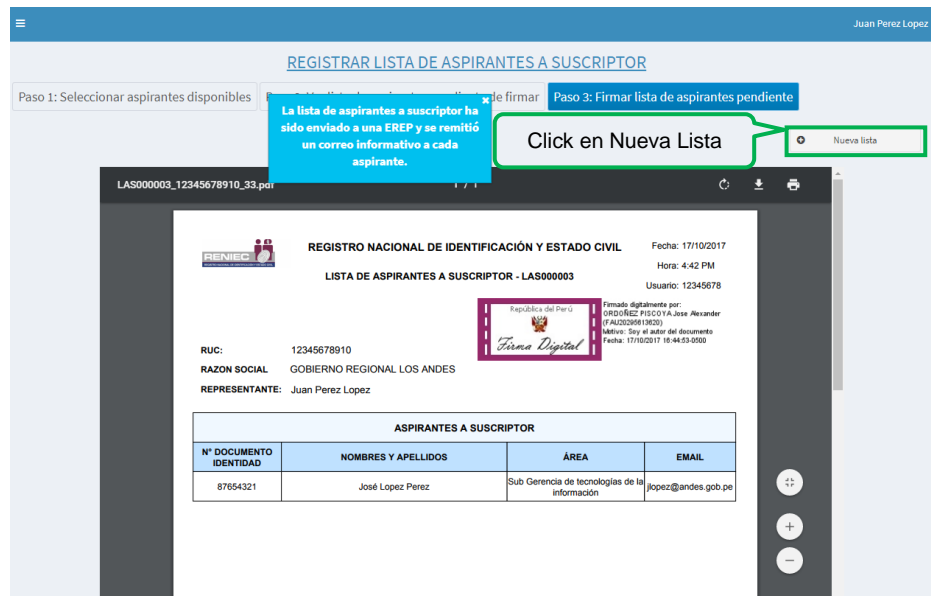 Juan Perez Lopez
REGISTRAR LISTA DE ASPIRANTES A SUSCRIPTOR
Paso 1: Seleccionar aspirantes disponibles
de firmar
Paso 3: Firmar lista de aspirantes pendiente
La lista de aspirantes a suscriptor ha
sido enviado a una EREP y se remitió
un correo informativo a cada
aspirante.
×
Click en Nueva Lista
Nueva lista
LAS000003_12345678910_33.pdf
1 / 1
RENIEC
REGISTRO NACIONAL DE IDENTIFICACIÓN Y ESTADO CIVIL
Fecha: 17/10/2017
Hora: 4:42 PM
LISTA DE ASPIRANTES A SUSCRIPTOR - LAS000003
Usuario: 12345678
República del Perú
Firma Digital
Firmado digitalmente por:
ORDOÑEZ PISCOYA Jose Alexander
(FAU20295613620)
Motivo: Soy el autor del documento
Fecha: 17/10/2017 16:44:53-0500
RUC: 12345678910
RAZON SOCIAL GOBIERNO REGIONAL LOS ANDES
REPRESENTANTE: Juan Perez Lopez
ASPIRANTES A SUSCRIPTOR
N° DOCUMENTO
IDENTIDAD
NOMBRES Y APELLIDOS
ÁREA
EMAIL
87654321
José Lopez Perez
Sub Gerencia de tecnologías de la
información
jlopez@andes.gob.pe